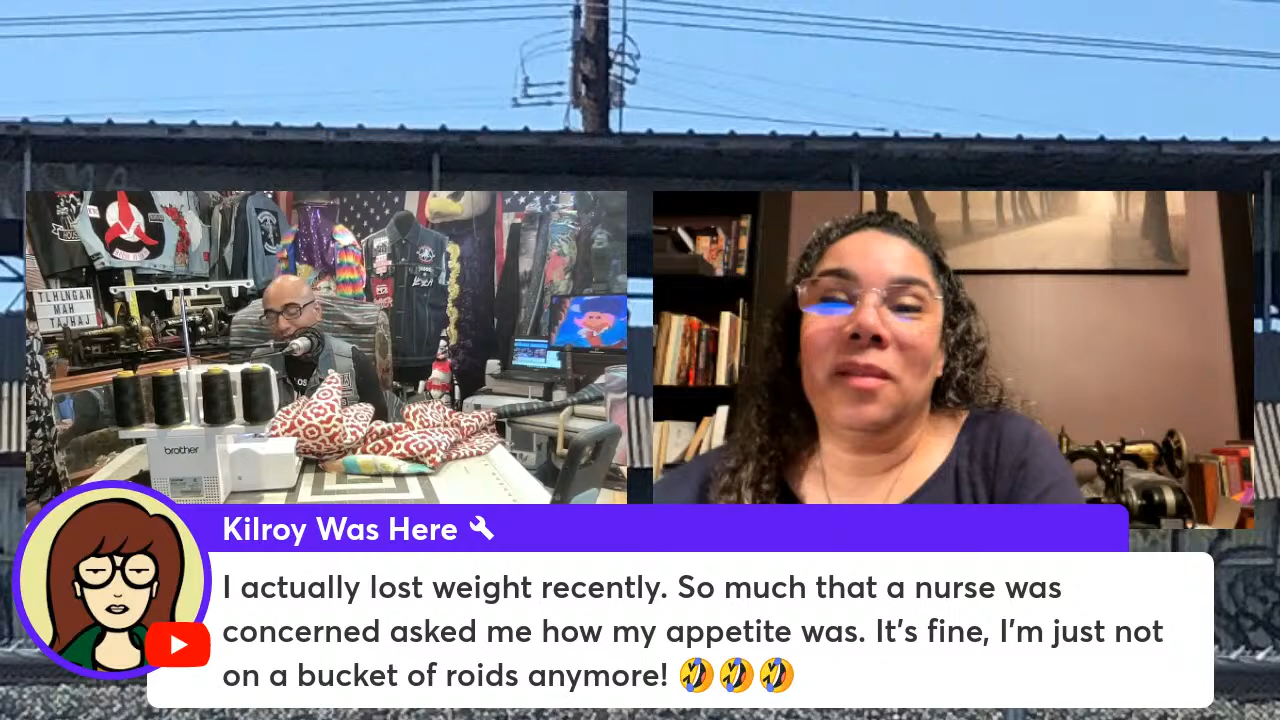 TLHINGAN
MAH
TAJHAJ
brother
Kilroy Was Here
I actually lost weight recently. So much that a nurse was
concerned asked me how my appetite was. It's fine, I'm just not
on a bucket of roids anymore! 🤣🤣🤣